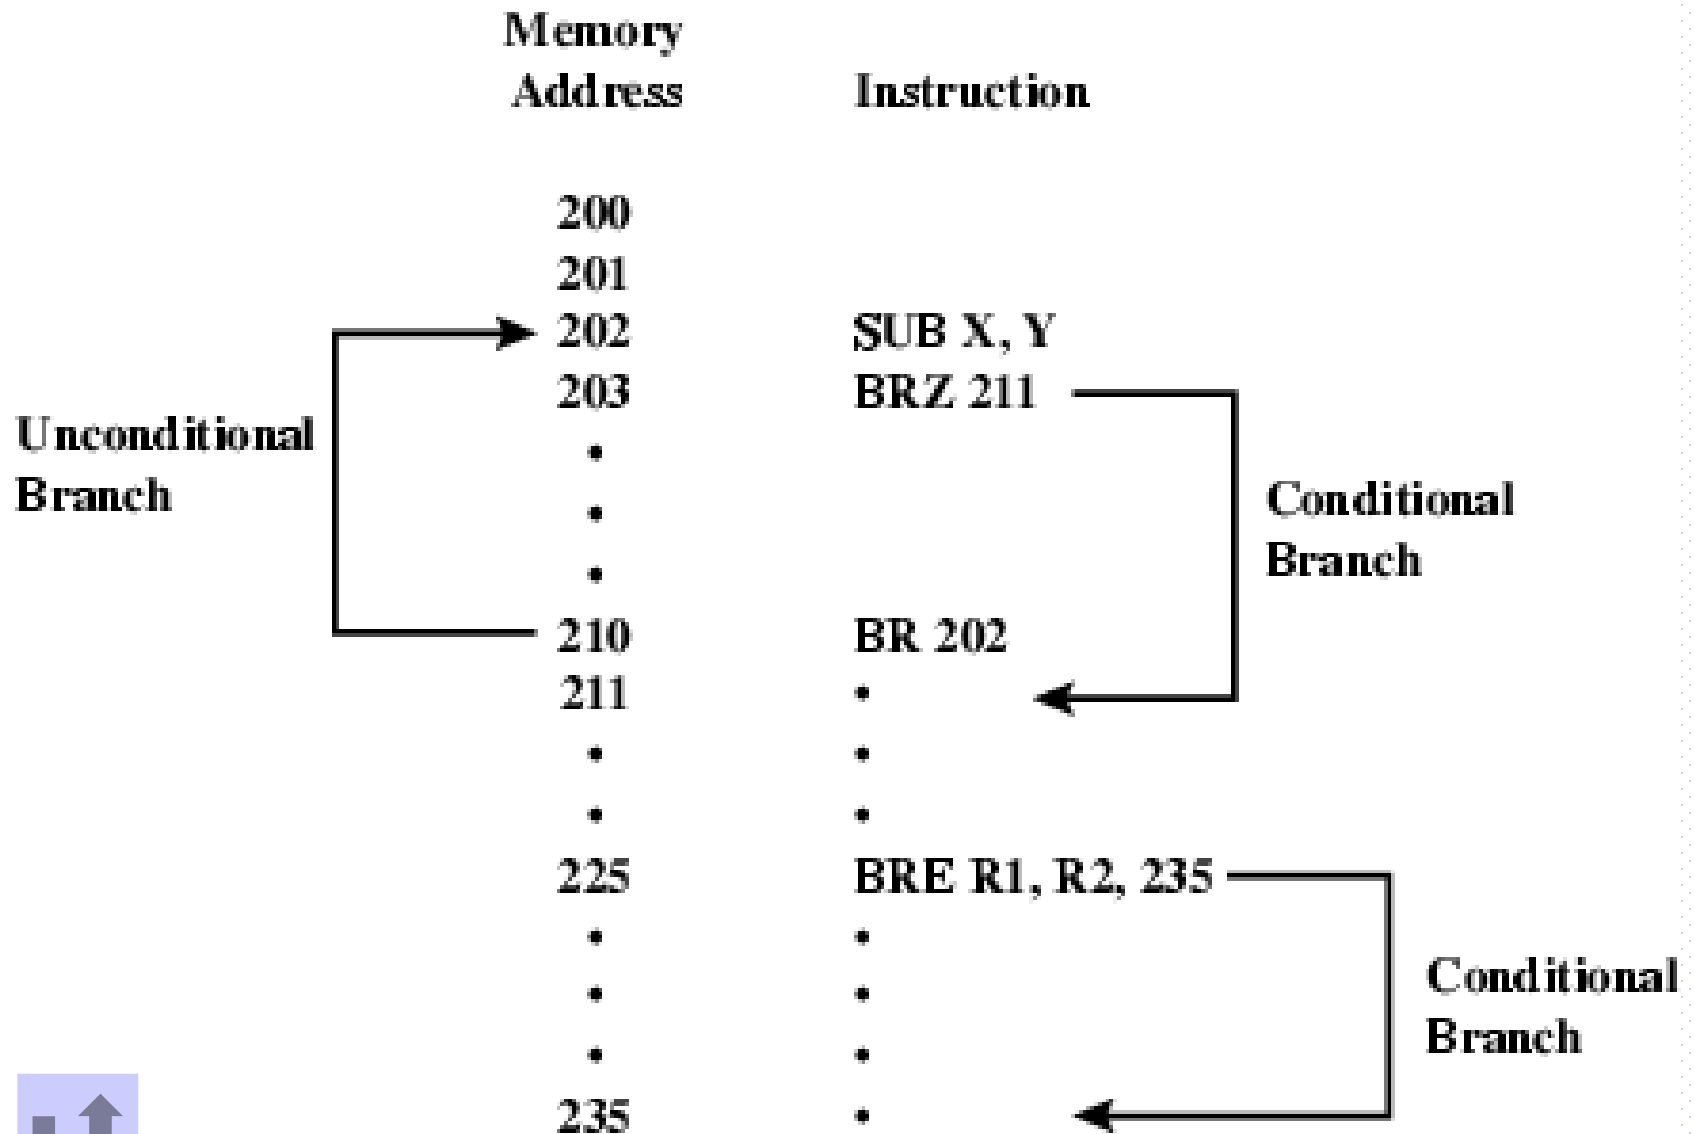 Memory
Address Instruction
200
201
202 SUB X, Y
203 BRZ 211
Unconditional
Branch
•
•
•
Conditional
Branch
210 BR 202
211 •
• •
• •
225 BRE R1, R2, 235
• •
• •
• •
Conditional
Branch
235 •